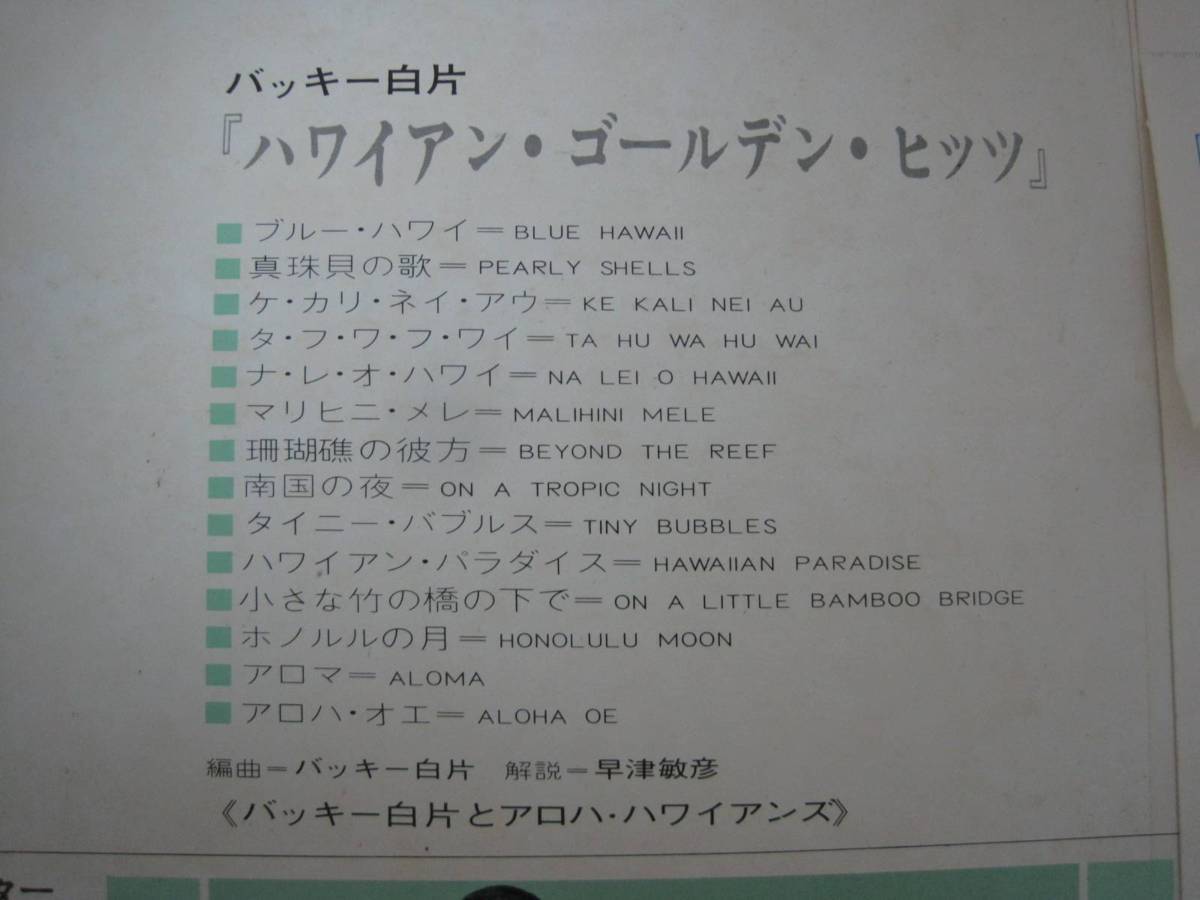 バッキー白片
『ハワイアン・ゴールデン・ヒッツ』
ブルー・ハワイ＝BLUE HAWAII
真珠貝の歌＝PEARLY SHELLS
ケ・カリ・ネイ・アウ＝KE KALI NEI AU
タ・フ・ワ・フ・ワイ＝TA HU WA HU WAI
ナ・レ・オ・ハワイ＝NA LEI O HAWAII
マリヒニ・メレ＝MALIHINI MELE
珊瑚礁の彼方＝BEYOND THE REEF
南国の夜＝ON A TROPIC NIGHT
タイニー・バブルス＝TINY BUBBLES
ハワイアン・パラダイス＝HAWAIIAN PARADISE
小さな竹の橋の下で＝ON A LITTLE BAMBOO BRIDGE
ホノルルの月＝HONOLULU MOON
アロマ＝ALOMA
アロハ・オエ＝ALOHA OE
編曲＝バッキー白片 解説＝早津敏彦
《バッキー白片とアロハ・ハワイアンズ》